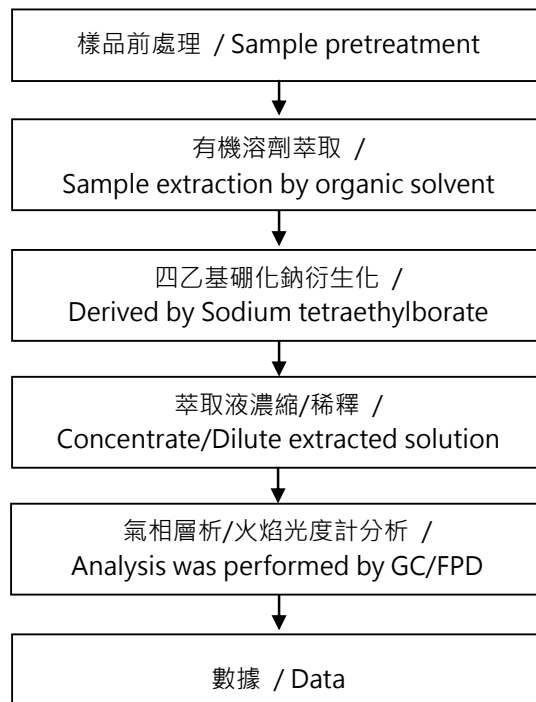 樣品前處理 / Sample pretreatment
有機溶劑萃取 /
Sample extraction by organic solvent
四乙基硼化鈉衍生化 /
Derived by Sodium tetraethylborate
萃取液濃縮/稀釋 /
Concentrate/Dilute extracted solution
氣相層析/火焰光度計分析 /
Analysis was performed by GC/FPD
數據 / Data